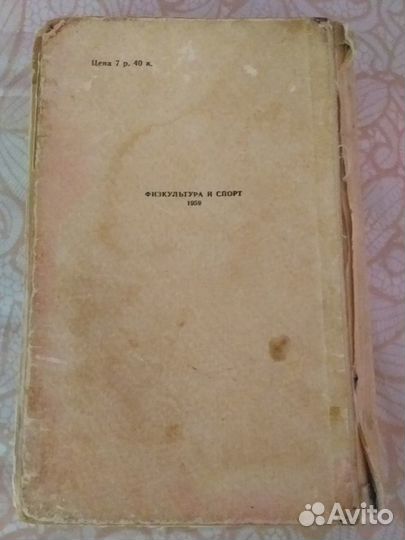 Цена 7 р. 40 к.
ФИЗКУЛЬТУРА И СПОРТ
1959
Avito